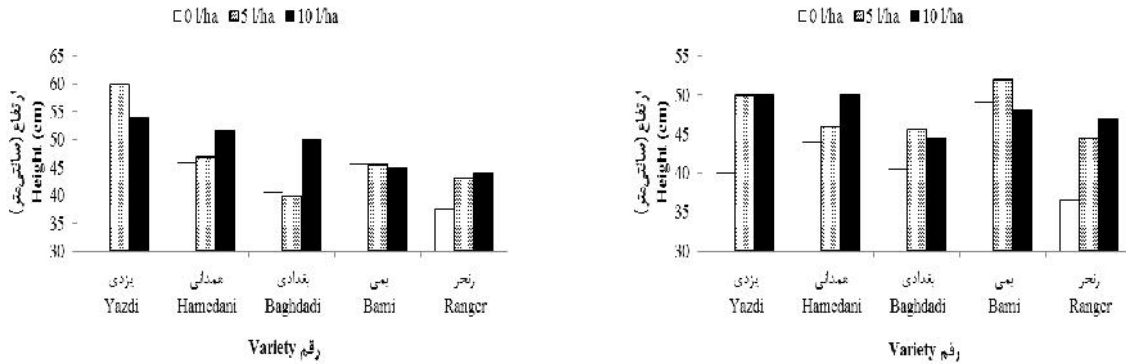 0 l/ha 5 l/ha 10 l/ha
ارتفاع (سانتی‌متر)
Height (cm)
65
60
55
50
45
40
35
30
یزدی همدانی بغدادی بمی رنجر
Yazdi Hamedani Baghdadi Bami Ranger
Variety رقم
0 l/ha 5 l/ha 10 l/ha
ارتفاع (سانتی‌متر)
Height (cm)
55
50
45
40
35
30
یزدی همدانی بغدادی بمی رنجر
Yazdi Hamedani Baghdadi Bami Ranger
Variety رقم